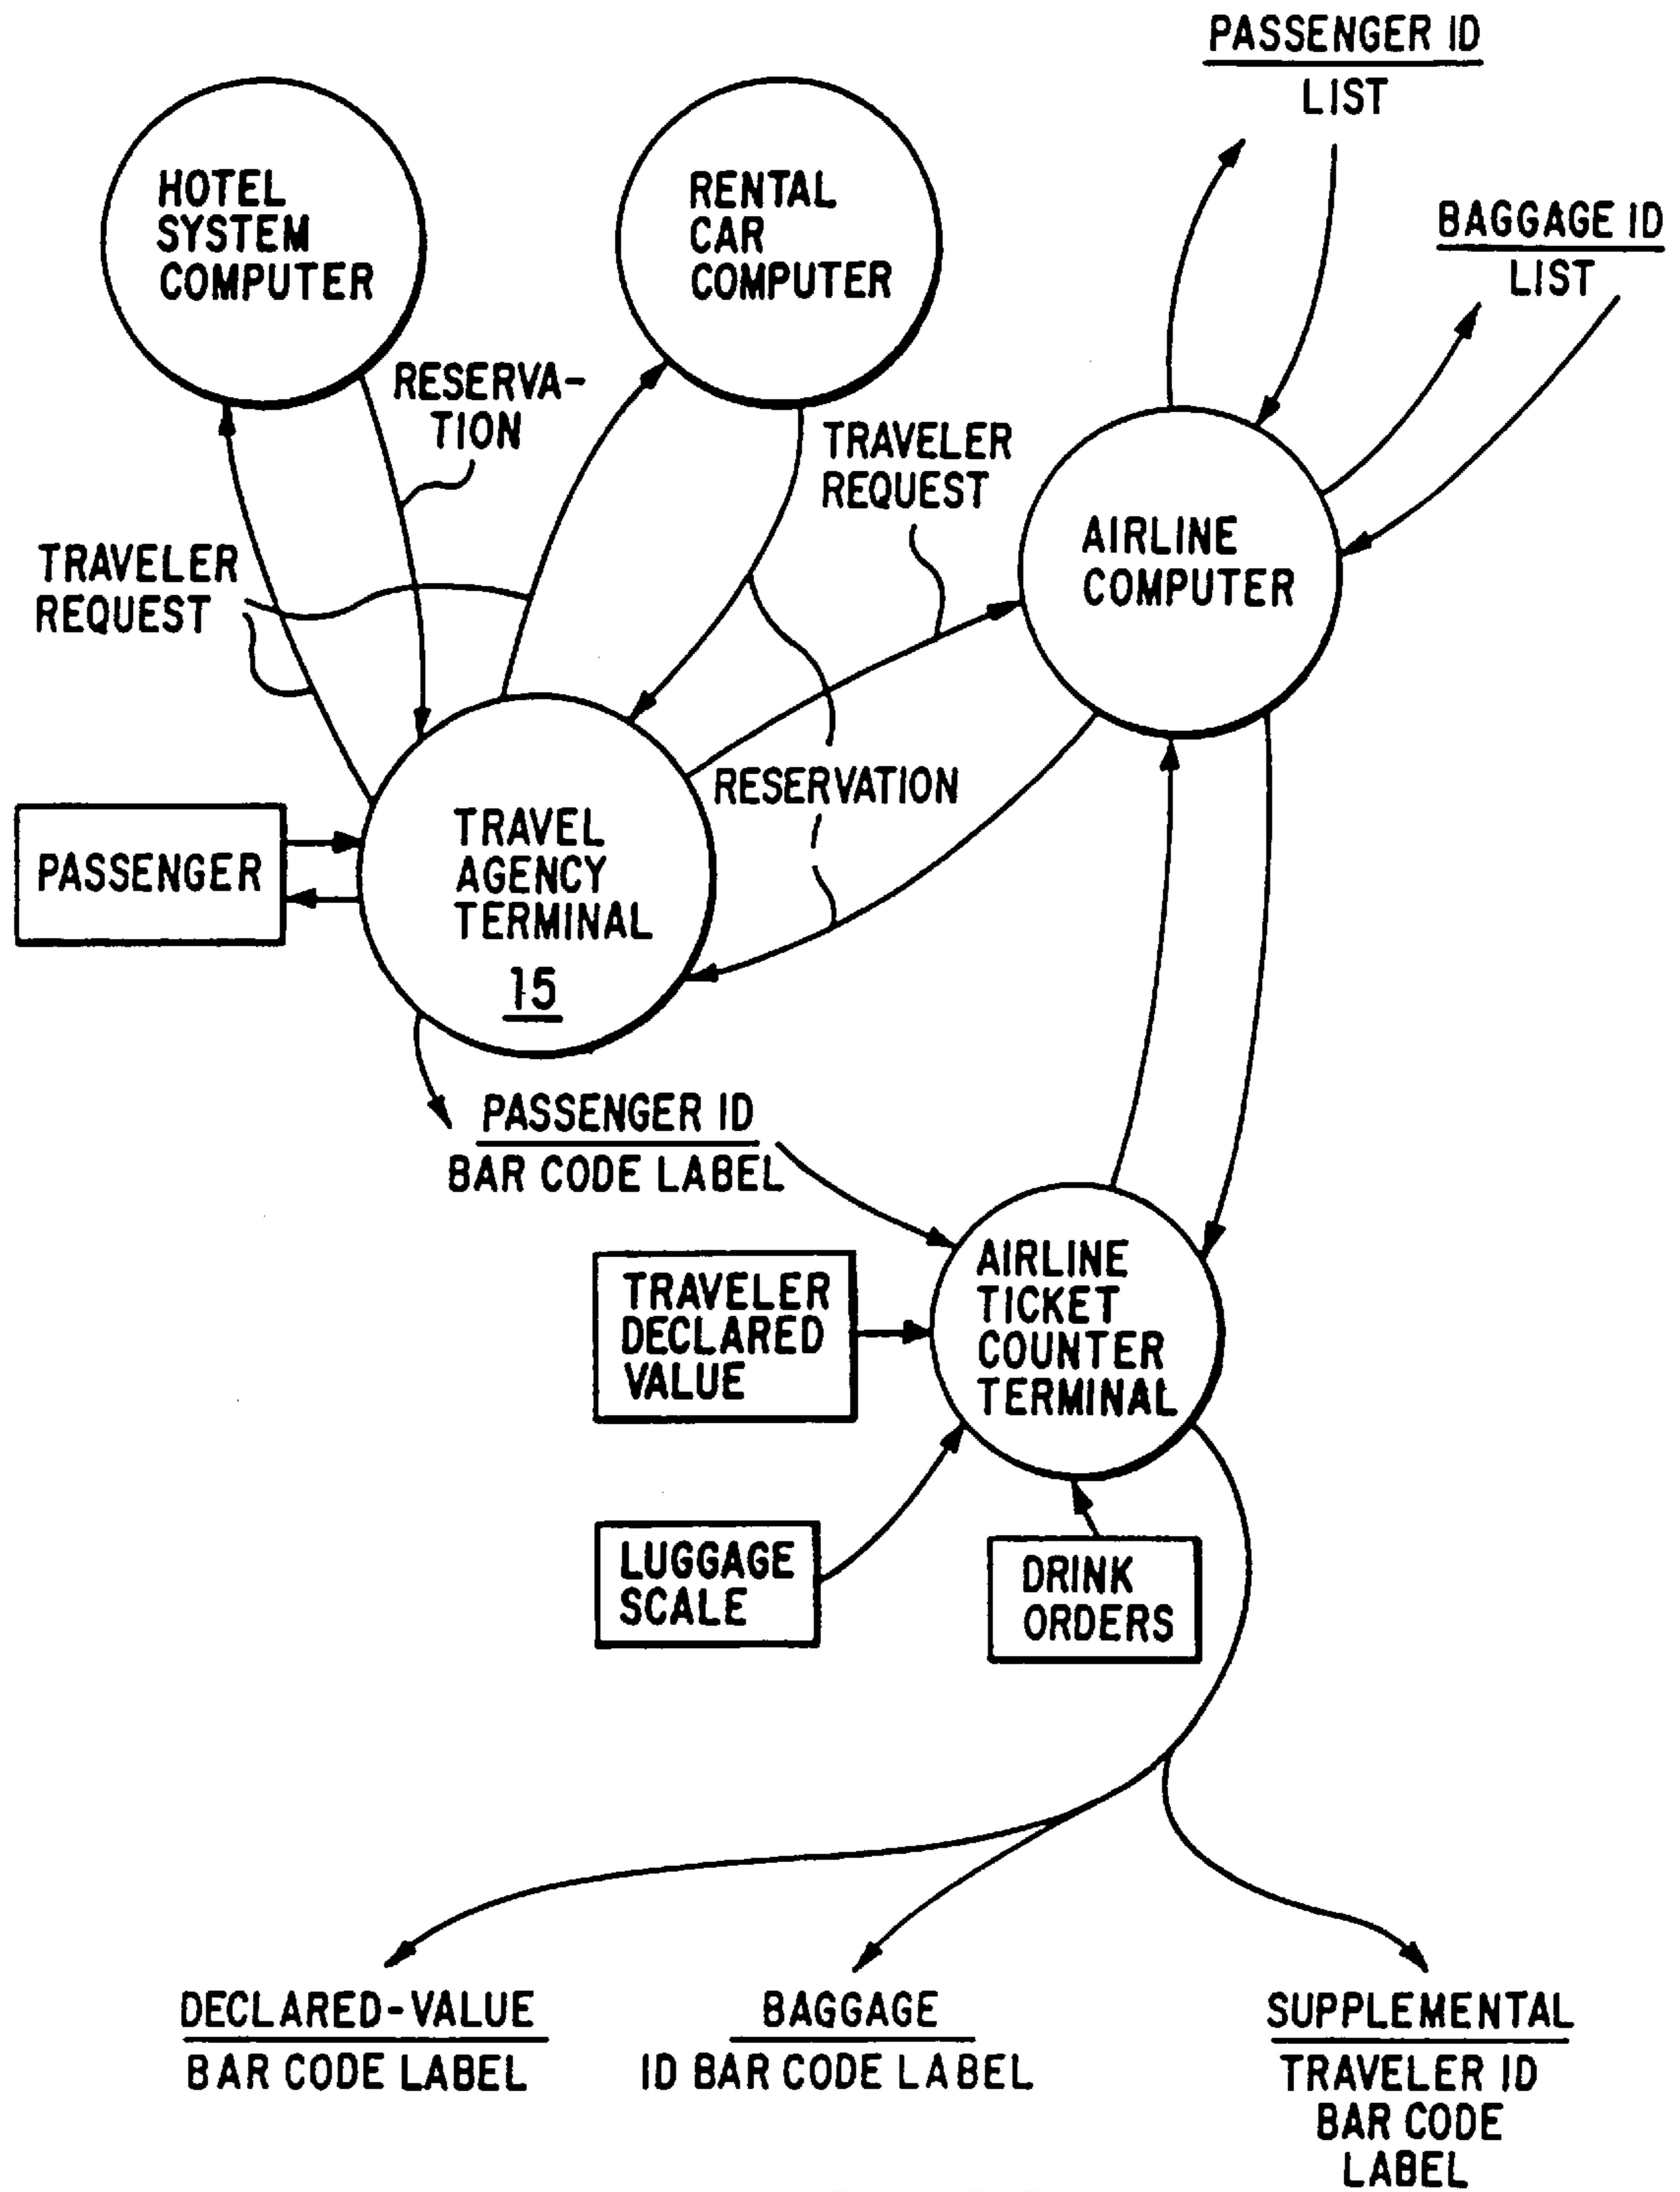 PASSENGER ID
LIST
HOTEL
SYSTEM
COMPUTER
RENTAL
CAR
COMPUTER
BAGGAGE ID
LIST
RESERVA-
TION
TRAVELER
REQUEST
AIRLINE
COMPUTER
TRAVELER
REQUEST
RESERVATION
PASSENGER
TRAVEL
AGENCY
TERMINAL
15
PASSENGER ID
BAR CODE LABEL
AIRLINE
TICKET
COUNTER
TERMINAL
TRAVELER
DECLARED
VALUE
LUGGAGE
SCALE
DRINK
ORDERS
DECLARED-VALUE
BAR CODE LABEL
BAGGAGE
ID BAR CODE LABEL
SUPPLEMENTAL
TRAVELER ID
BAR CODE
LABEL